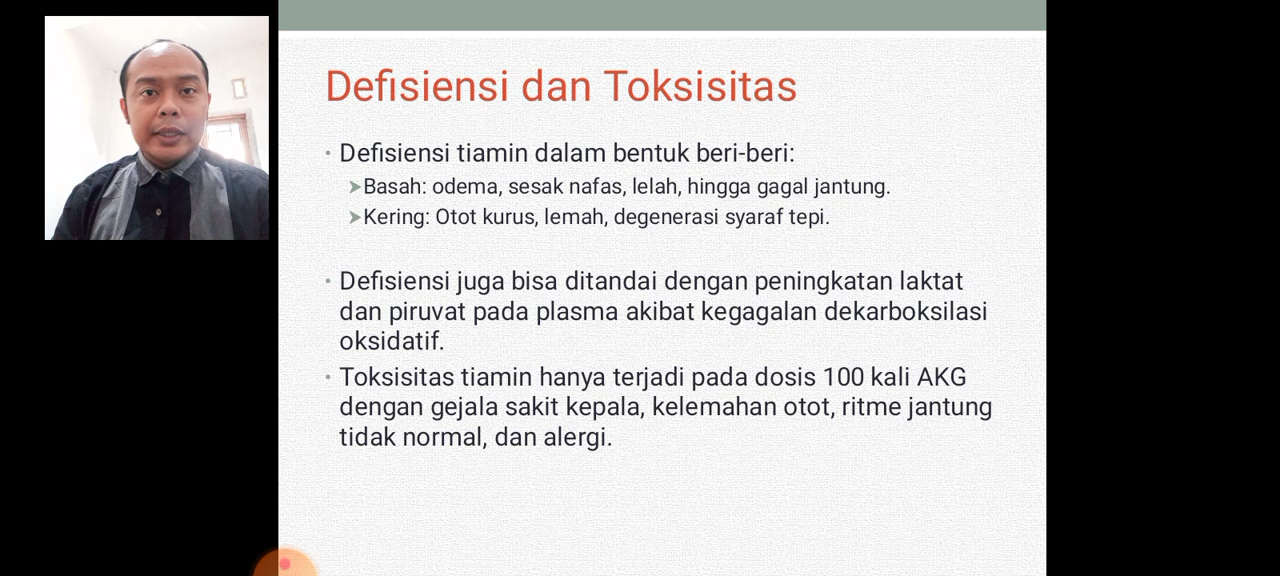 Defisiensi dan Toksisitas
• Defisiensi tiamin dalam bentuk beri-beri:
➤Basah: odema, sesak nafas, lelah, hingga gagal jantung.
➤Kering: Otot kurus, lemah, degenerasi syaraf tepi.
• Defisiensi juga bisa ditandai dengan peningkatan laktat
dan piruvat pada plasma akibat kegagalan dekarboksilasi
oksidatif.
• Toksisitas tiamin hanya terjadi pada dosis 100 kali AKG
dengan gejala sakit kepala, kelemahan otot, ritme jantung
tidak normal, dan alergi.